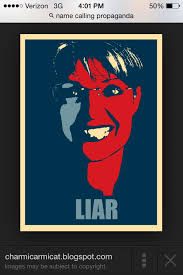 Verizon 3G 4:01 PM 50%
name calling propaganda
LIAR
charmicarmicat.blogspot.com
Images may be subject to copyright.